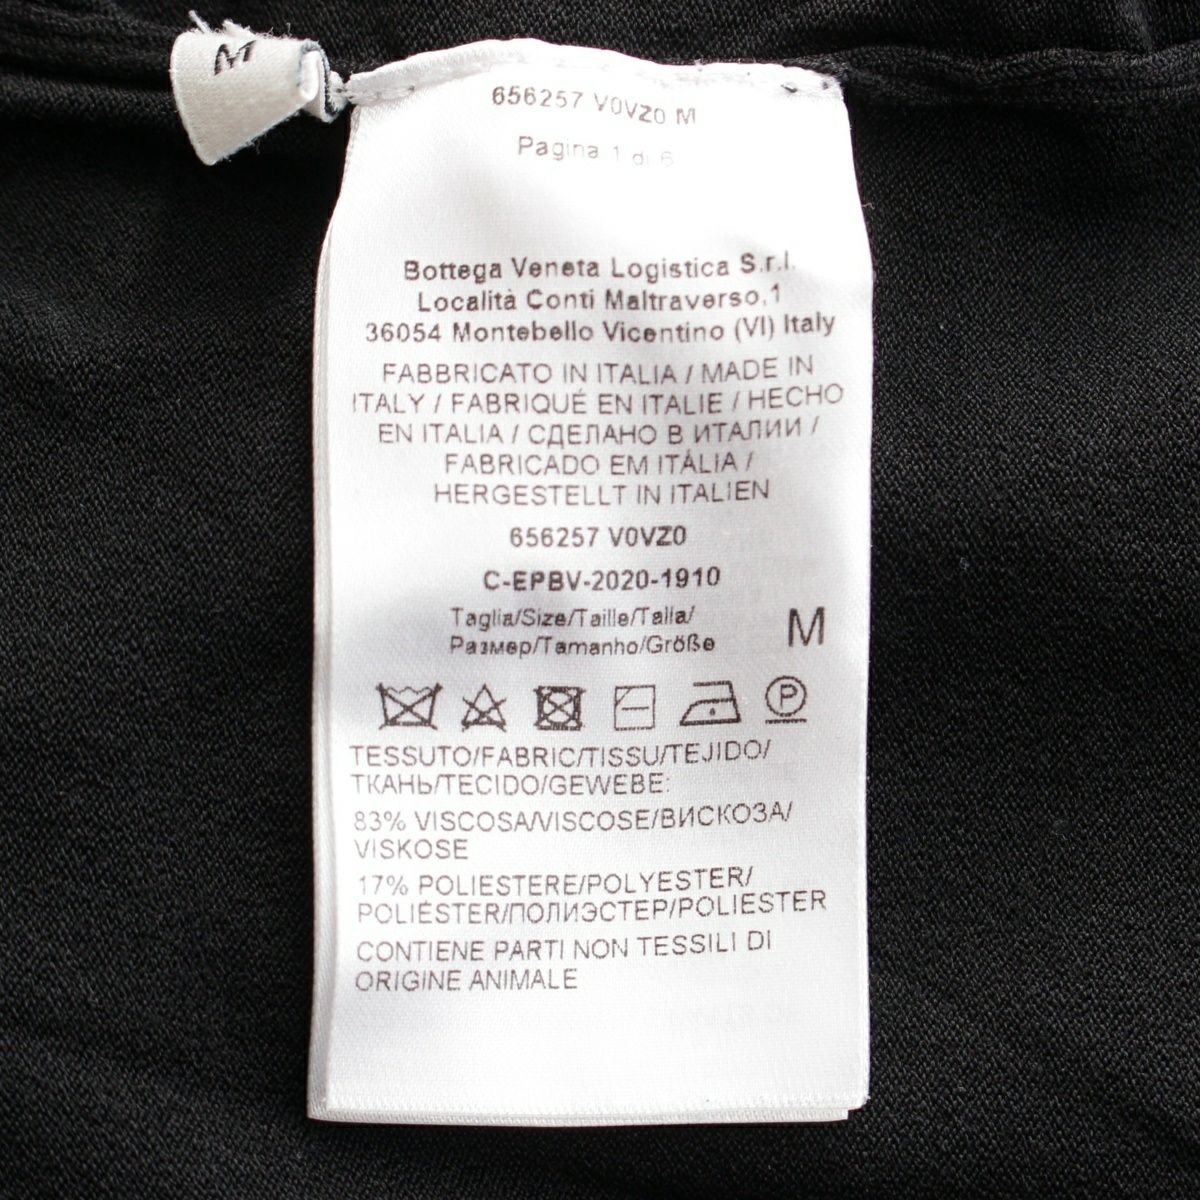 M
656257 V0VZ0 M
Pagina 1 di 6
Bottega Veneta Logistica S.r.l.
Località Conti Maltraverso,1
36054 Montebello Vicentino (VI) Italy
FABBRICATO IN ITALIA / MADE IN
ITALY / FABRIQUÉ EN ITALIE / HECHO
EN ITALIA / СДЕЛАНО В ИТАЛИИ /
FABRICADO EM ITÁLIA /
HERGESTELLT IN ITALIEN
656257 V0VZ0
C-EPBV-2020-1910
Taglia/Size/Taille/Talla/
Размер/Tamanho/Größe
M
P
TESSUTO/FABRIC/TISSU/TEJIDO/
ТКАНЬ/TECIDO/GEWEBE:
83% VISCOSA/VISCOSE/ВИСКОЗА/
VISKOSE
17% POLIESTERE/POLYESTER/
POLIÉSTER/ПОЛИЭСТЕР/POLIESTER
CONTIENE PARTI NON TESSILI DI
ORIGINE ANIMALE